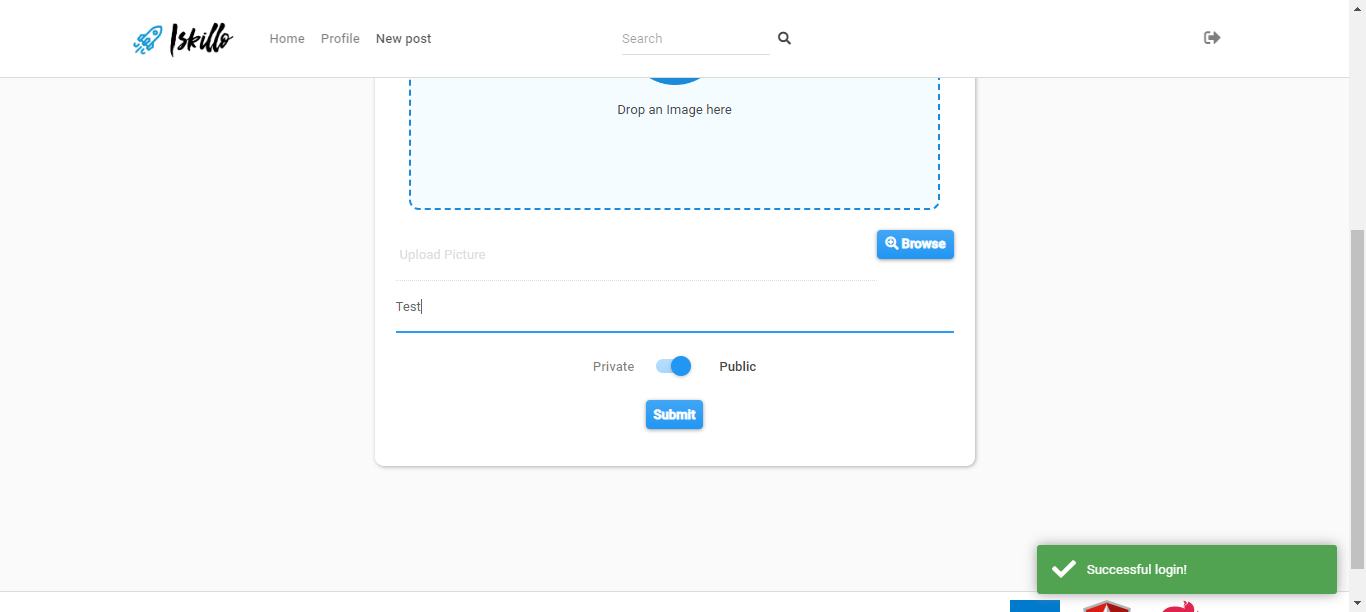 Iskillo Home Profile New post Search
Drop an Image here
Upload Picture Browse
Test
Private Public
Submit
Successful login!